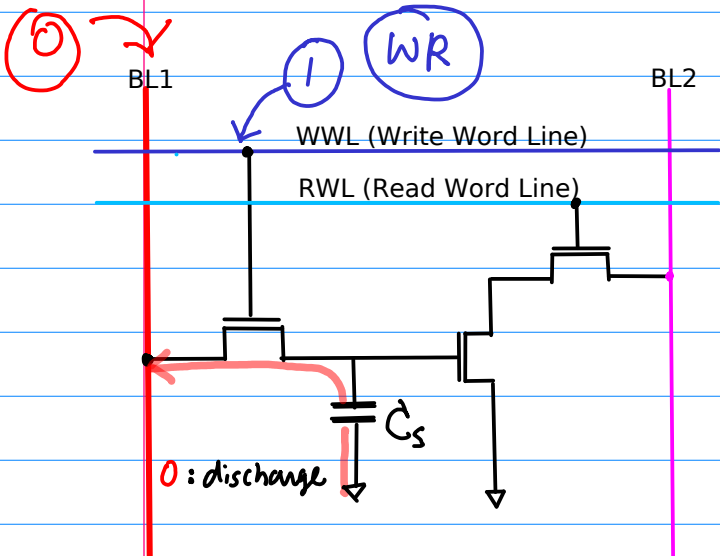 0
1
WR
BL1
BL2
WWL (Write Word Line)
RWL (Read Word Line)
Cs
0 : discharge